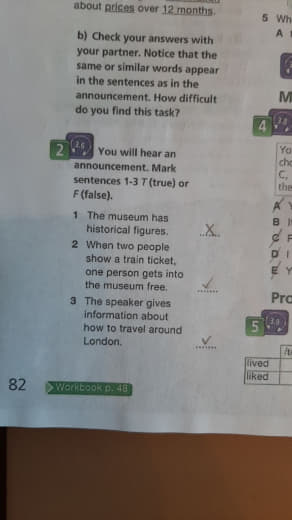 about prices over 12 months.
b) Check your answers with
your partner. Notice that the
same or similar words appear
in the sentences as in the
announcement. How difficult
do you find this task?
2 You will hear an
announcement. Mark
sentences 1-3 T (true) or
F (false).
1 The museum has
historical figures. X
2 When two people
show a train ticket,
one person gets into
the museum free. ✓
3 The speaker gives
information about
how to travel around
London. ✓
82 Workbook p. 48
5 Wh
A
M
4 3.8
Yo
C,
the
A Y
B
C F
D I
E Y
Pro
5 3.9
/t
lived
liked